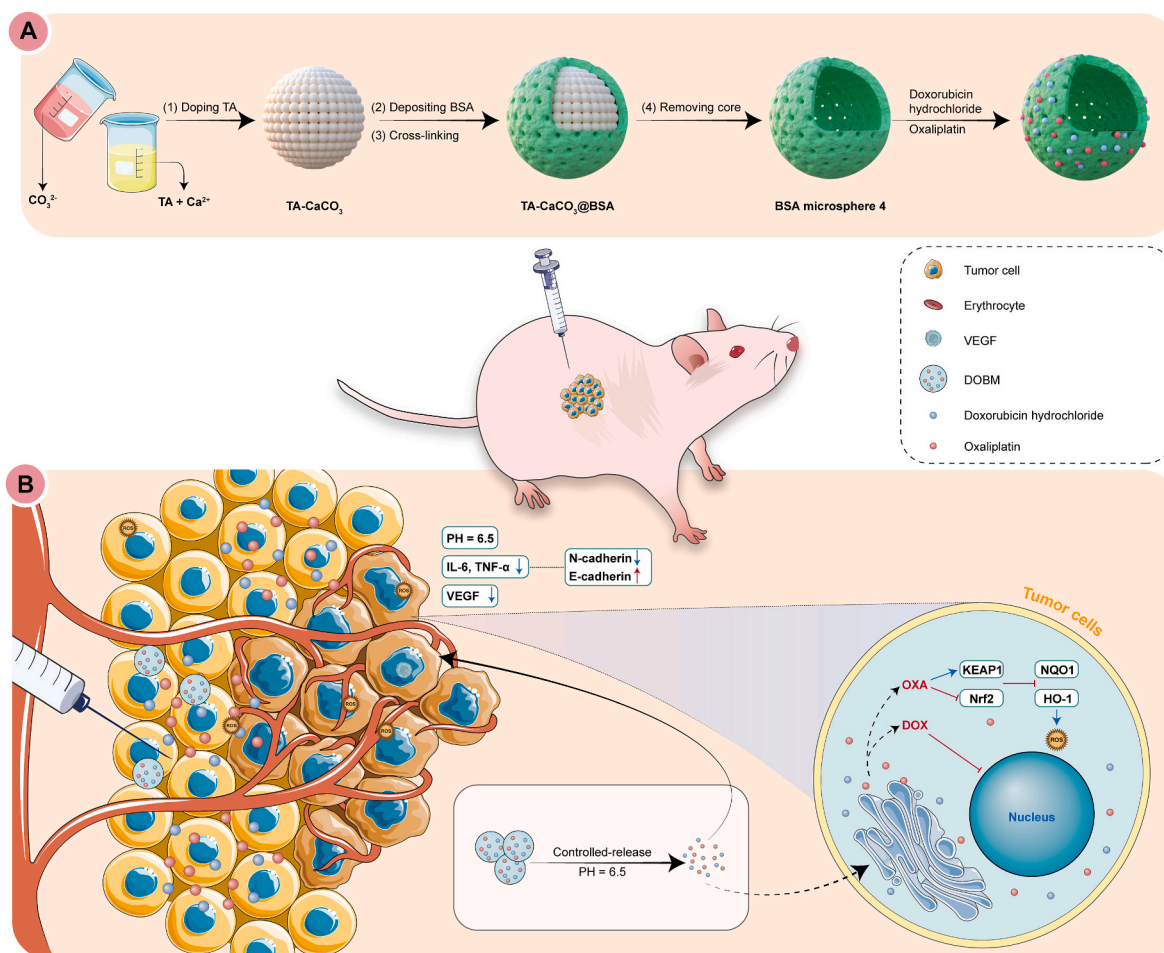 A
(1) Doping TA
(2) Depositing BSA
(3) Cross-linking
(4) Removing core
Doxorubicin
hydrochloride
Oxaliplatin
CO₃²⁻
TA + Ca²⁺
TA-CaCO₃
TA-CaCO₃@BSA
BSA microsphere 4
Tumor cell
Erythrocyte
VEGF
DOBM
Doxorubicin hydrochloride
Oxaliplatin
B
ROS
PH = 6.5
IL-6, TNF-α ↓
VEGF ↓
N-cadherin ↓
E-cadherin ↑
ROS
ROS
ROS
ROS
Controlled-release
PH = 6.5
Tumor cells
OXA
KEAP1
NQO1
Nrf2
HO-1
DOX
ROS
Nucleus